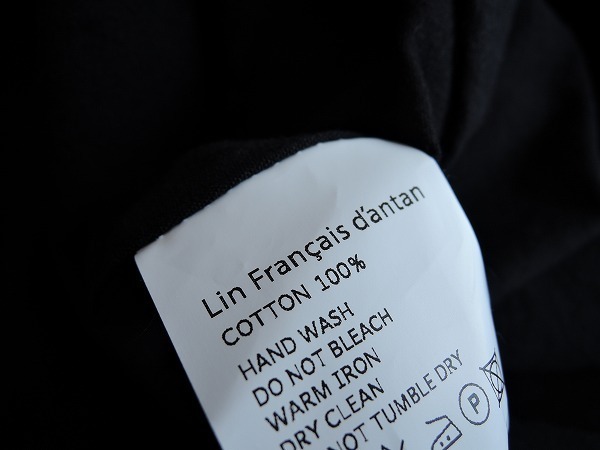 Lin Français d'antan
COTTON 100%
HAND WASH
DO NOT BLEACH
WARM IRON
DRY CLEAN
NOT TUMBLE DRY
P